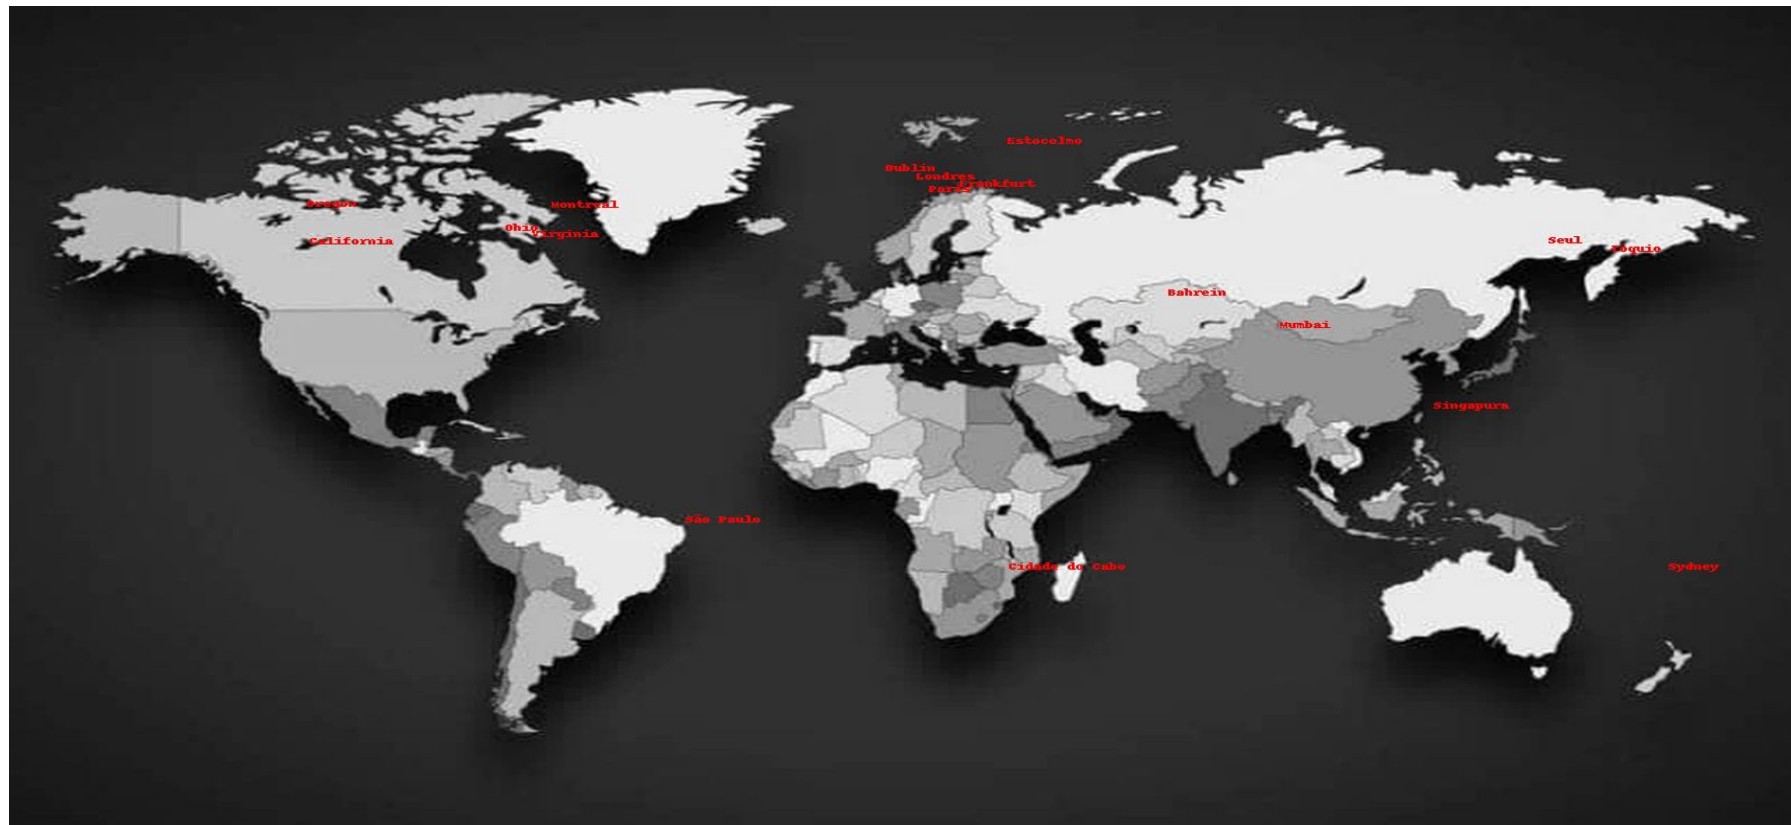 Estocolmo
Dublin
Londres
Frankfurt
Paris
Oregon
Montreal
Ohio
Virginia
California
Seul
Tóquio
Bahrein
Mumbai
Singapura
São Paulo
Cidade do Cabo
Sydney